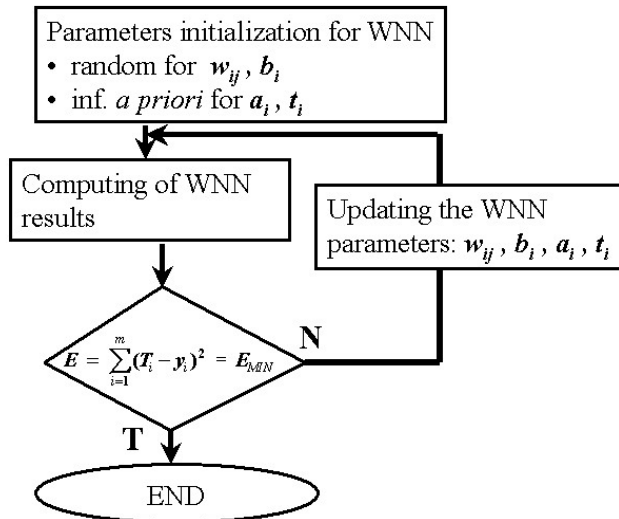 Parameters initialization for WNN
• random for w_ij , b_i
• inf. a priori for a_i , t_i
Computing of WNN
results
Updating the WNN
parameters: w_ij , b_i , a_i , t_i
E = ∑_{i=1}^{m} (T_i − y_i)^2 = E_MIN
N
T
END